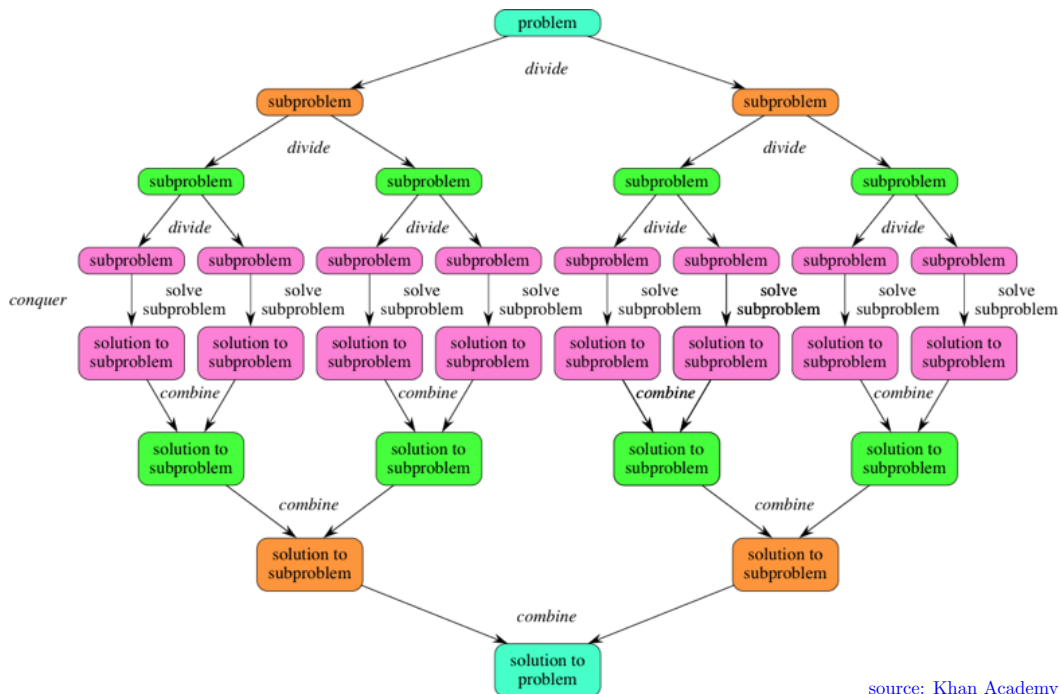 problem
divide
subproblem
subproblem
divide
divide
subproblem
subproblem
subproblem
subproblem
divide
divide
divide
divide
subproblem
subproblem
subproblem
subproblem
subproblem
subproblem
subproblem
subproblem
conquer
solve
subproblem
solve
subproblem
solve
subproblem
solve
subproblem
solve
subproblem
solve
subproblem
solve
subproblem
solve
subproblem
solution to
subproblem
solution to
subproblem
solution to
subproblem
solution to
subproblem
solution to
subproblem
solution to
subproblem
solution to
subproblem
solution to
subproblem
combine
combine
combine
combine
solution to
subproblem
solution to
subproblem
solution to
subproblem
solution to
subproblem
combine
combine
solution to
subproblem
solution to
subproblem
combine
solution to
problem
source: Khan Academy